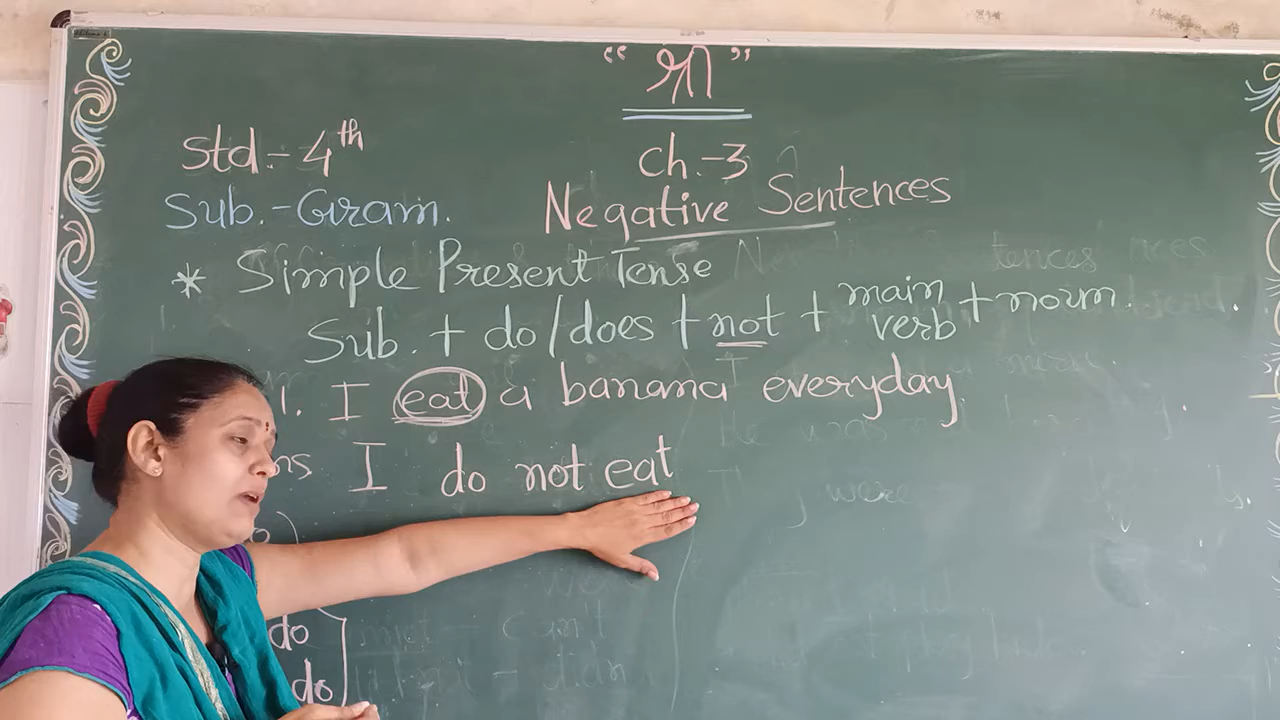 “ श्री ”
Std.- 4th
Ch.-3
Sub.-Gram.
Negative Sentences
* Simple Present Tense
Sub. + do/does + not + main verb + noun.
1. I eat a banana everyday.
ns I do not eat
do
do